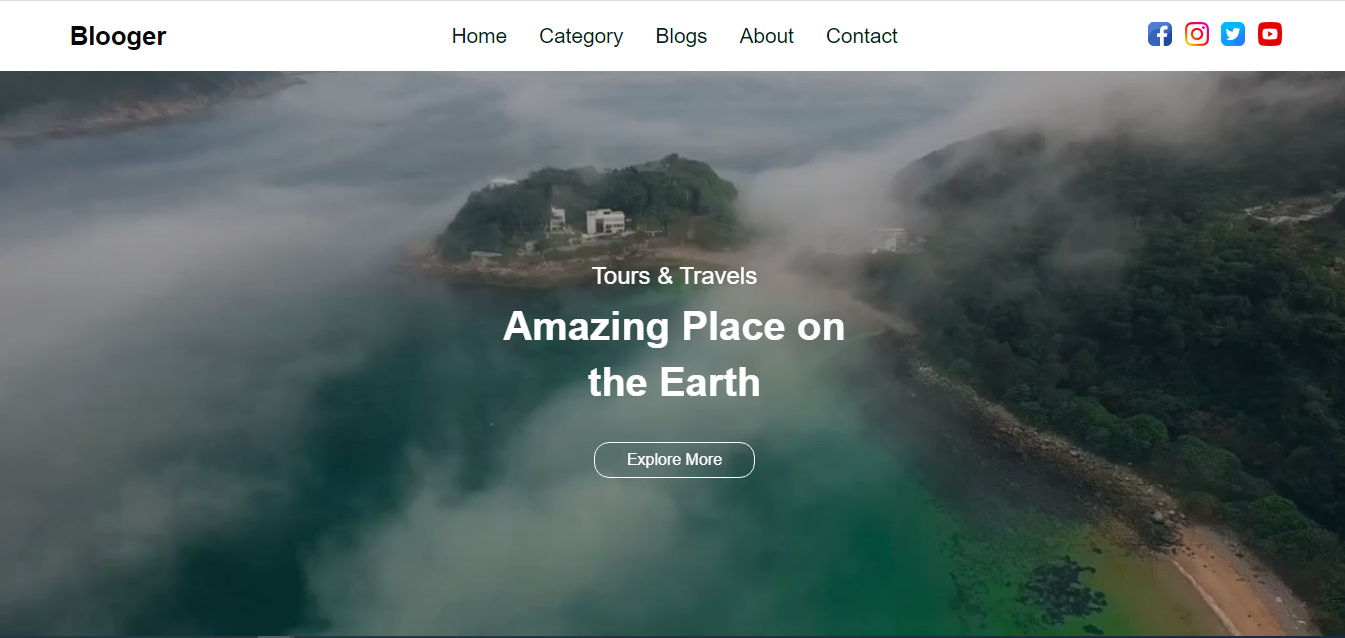 Blooger
Home Category Blogs About Contact
Tours & Travels
Amazing Place on
the Earth
Explore More